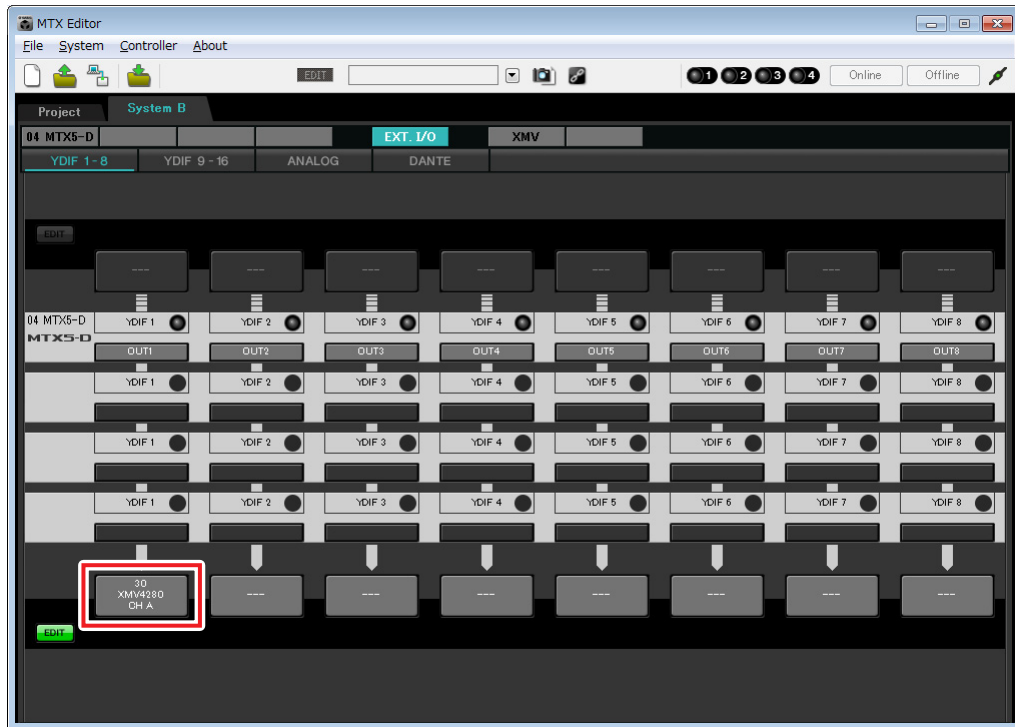 MTX Editor
File System Controller About
EDIT 1 2 3 4 Online Offline
Project System B
04 MTX5-D EXT. I/O XMV
YDIF 1-8 YDIF 9-16 ANALOG DANTE
EDIT
--- --- --- --- --- --- --- ---
04 MTX5-D YDIF 1 YDIF 2 YDIF 3 YDIF 4 YDIF 5 YDIF 6 YDIF 7 YDIF 8
MTX5-D
OUT1 OUT2 OUT3 OUT4 OUT5 OUT6 OUT7 OUT8
YDIF 1 YDIF 2 YDIF 3 YDIF 4 YDIF 5 YDIF 6 YDIF 7 YDIF 8
YDIF 1 YDIF 2 YDIF 3 YDIF 4 YDIF 5 YDIF 6 YDIF 7 YDIF 8
YDIF 1 YDIF 2 YDIF 3 YDIF 4 YDIF 5 YDIF 6 YDIF 7 YDIF 8
30
XMV4280
CH A
--- --- --- --- --- --- ---
EDIT